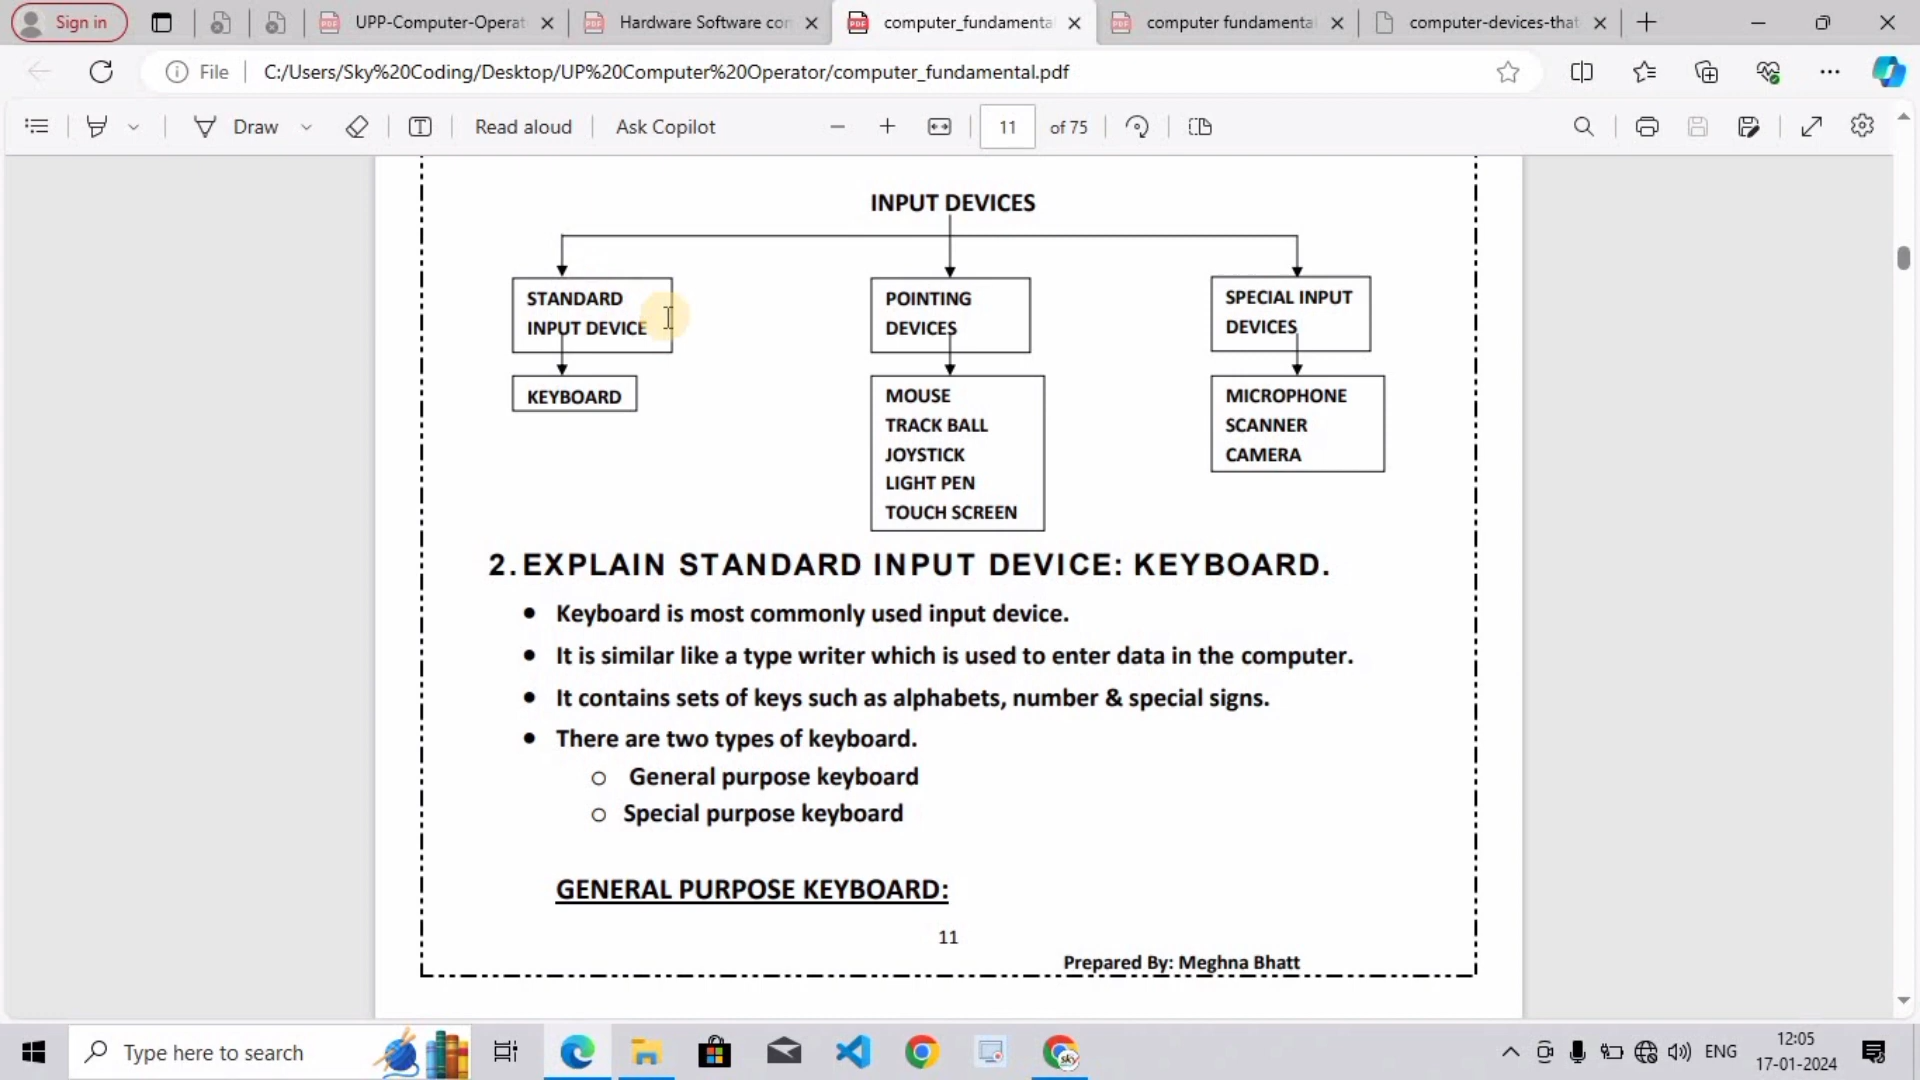 Sign in
UPP-Computer-Operat
Hardware Software con
computer_fundamenta
computer fundamental
computer-devices-that
File
C:/Users/Sky%20Coding/Desktop/UP%20Computer%20Operator/computer_fundamental.pdf
Draw
Read aloud
Ask Copilot
11
of 75
INPUT DEVICES
STANDARD
INPUT DEVICE
POINTING
DEVICES
SPECIAL INPUT
DEVICES
KEYBOARD
MOUSE
TRACK BALL
JOYSTICK
LIGHT PEN
TOUCH SCREEN
MICROPHONE
SCANNER
CAMERA
2. EXPLAIN STANDARD INPUT DEVICE: KEYBOARD.
• Keyboard is most commonly used input device.
• It is similar like a type writer which is used to enter data in the computer.
• It contains sets of keys such as alphabets, number & special signs.
• There are two types of keyboard.
o General purpose keyboard
o Special purpose keyboard
GENERAL PURPOSE KEYBOARD:
11
Prepared By: Meghna Bhatt
Type here to search
ENG
12:05
17-01-2024